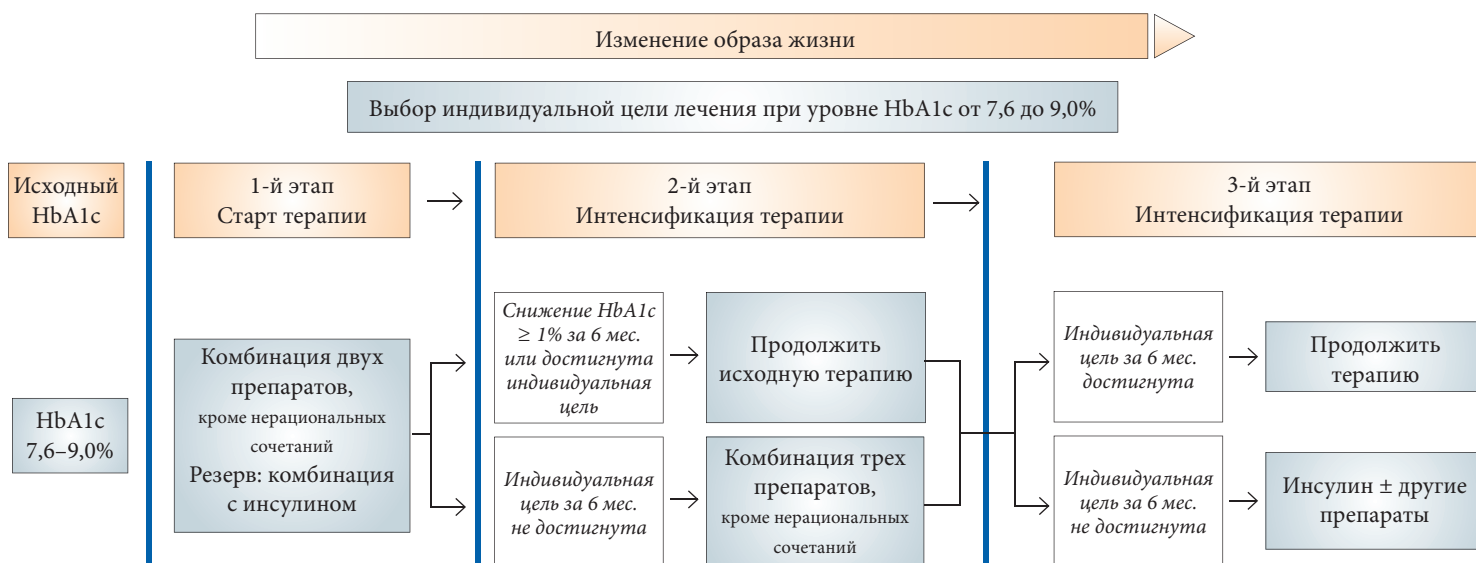 Изменение образа жизни
Выбор индивидуальной цели лечения при уровне HbA1c от 7,6 до 9,0%
Исходный
HbA1c
1-й этап
Старт терапии
2-й этап
Интенсификация терапии
3-й этап
Интенсификация терапии
HbA1c
7,6–9,0%
Комбинация двух
препаратов,
кроме нерациональных
сочетаний
Резерв: комбинация
с инсулином
Снижение HbA1c
≥ 1% за 6 мес.
или достигнута
индивидуальная
цель
Продолжить
исходную терапию
Индивидуальная
цель за 6 мес.
не достигнута
Комбинация трех
препаратов,
кроме нерациональных
сочетаний
Индивидуальная
цель за 6 мес.
достигнута
Продолжить
терапию
Индивидуальная
цель за 6 мес.
не достигнута
Инсулин ± другие
препараты